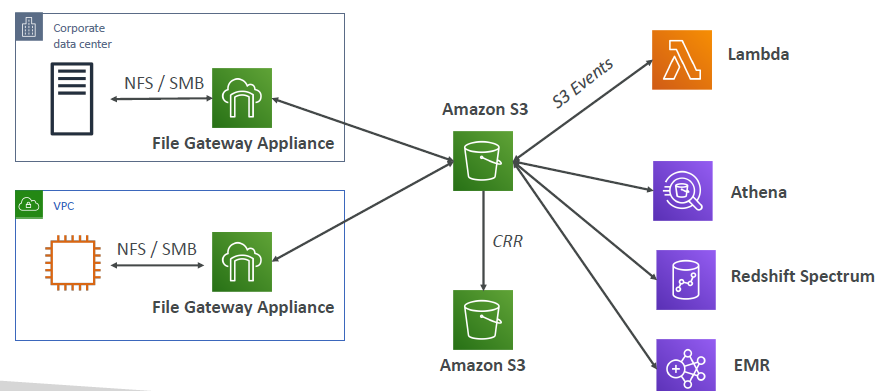 Corporate
data center
NFS / SMB
File Gateway Appliance
VPC
NFS / SMB
File Gateway Appliance
Amazon S3
CRR
Amazon S3
S3 Events
Lambda
Athena
Redshift Spectrum
EMR